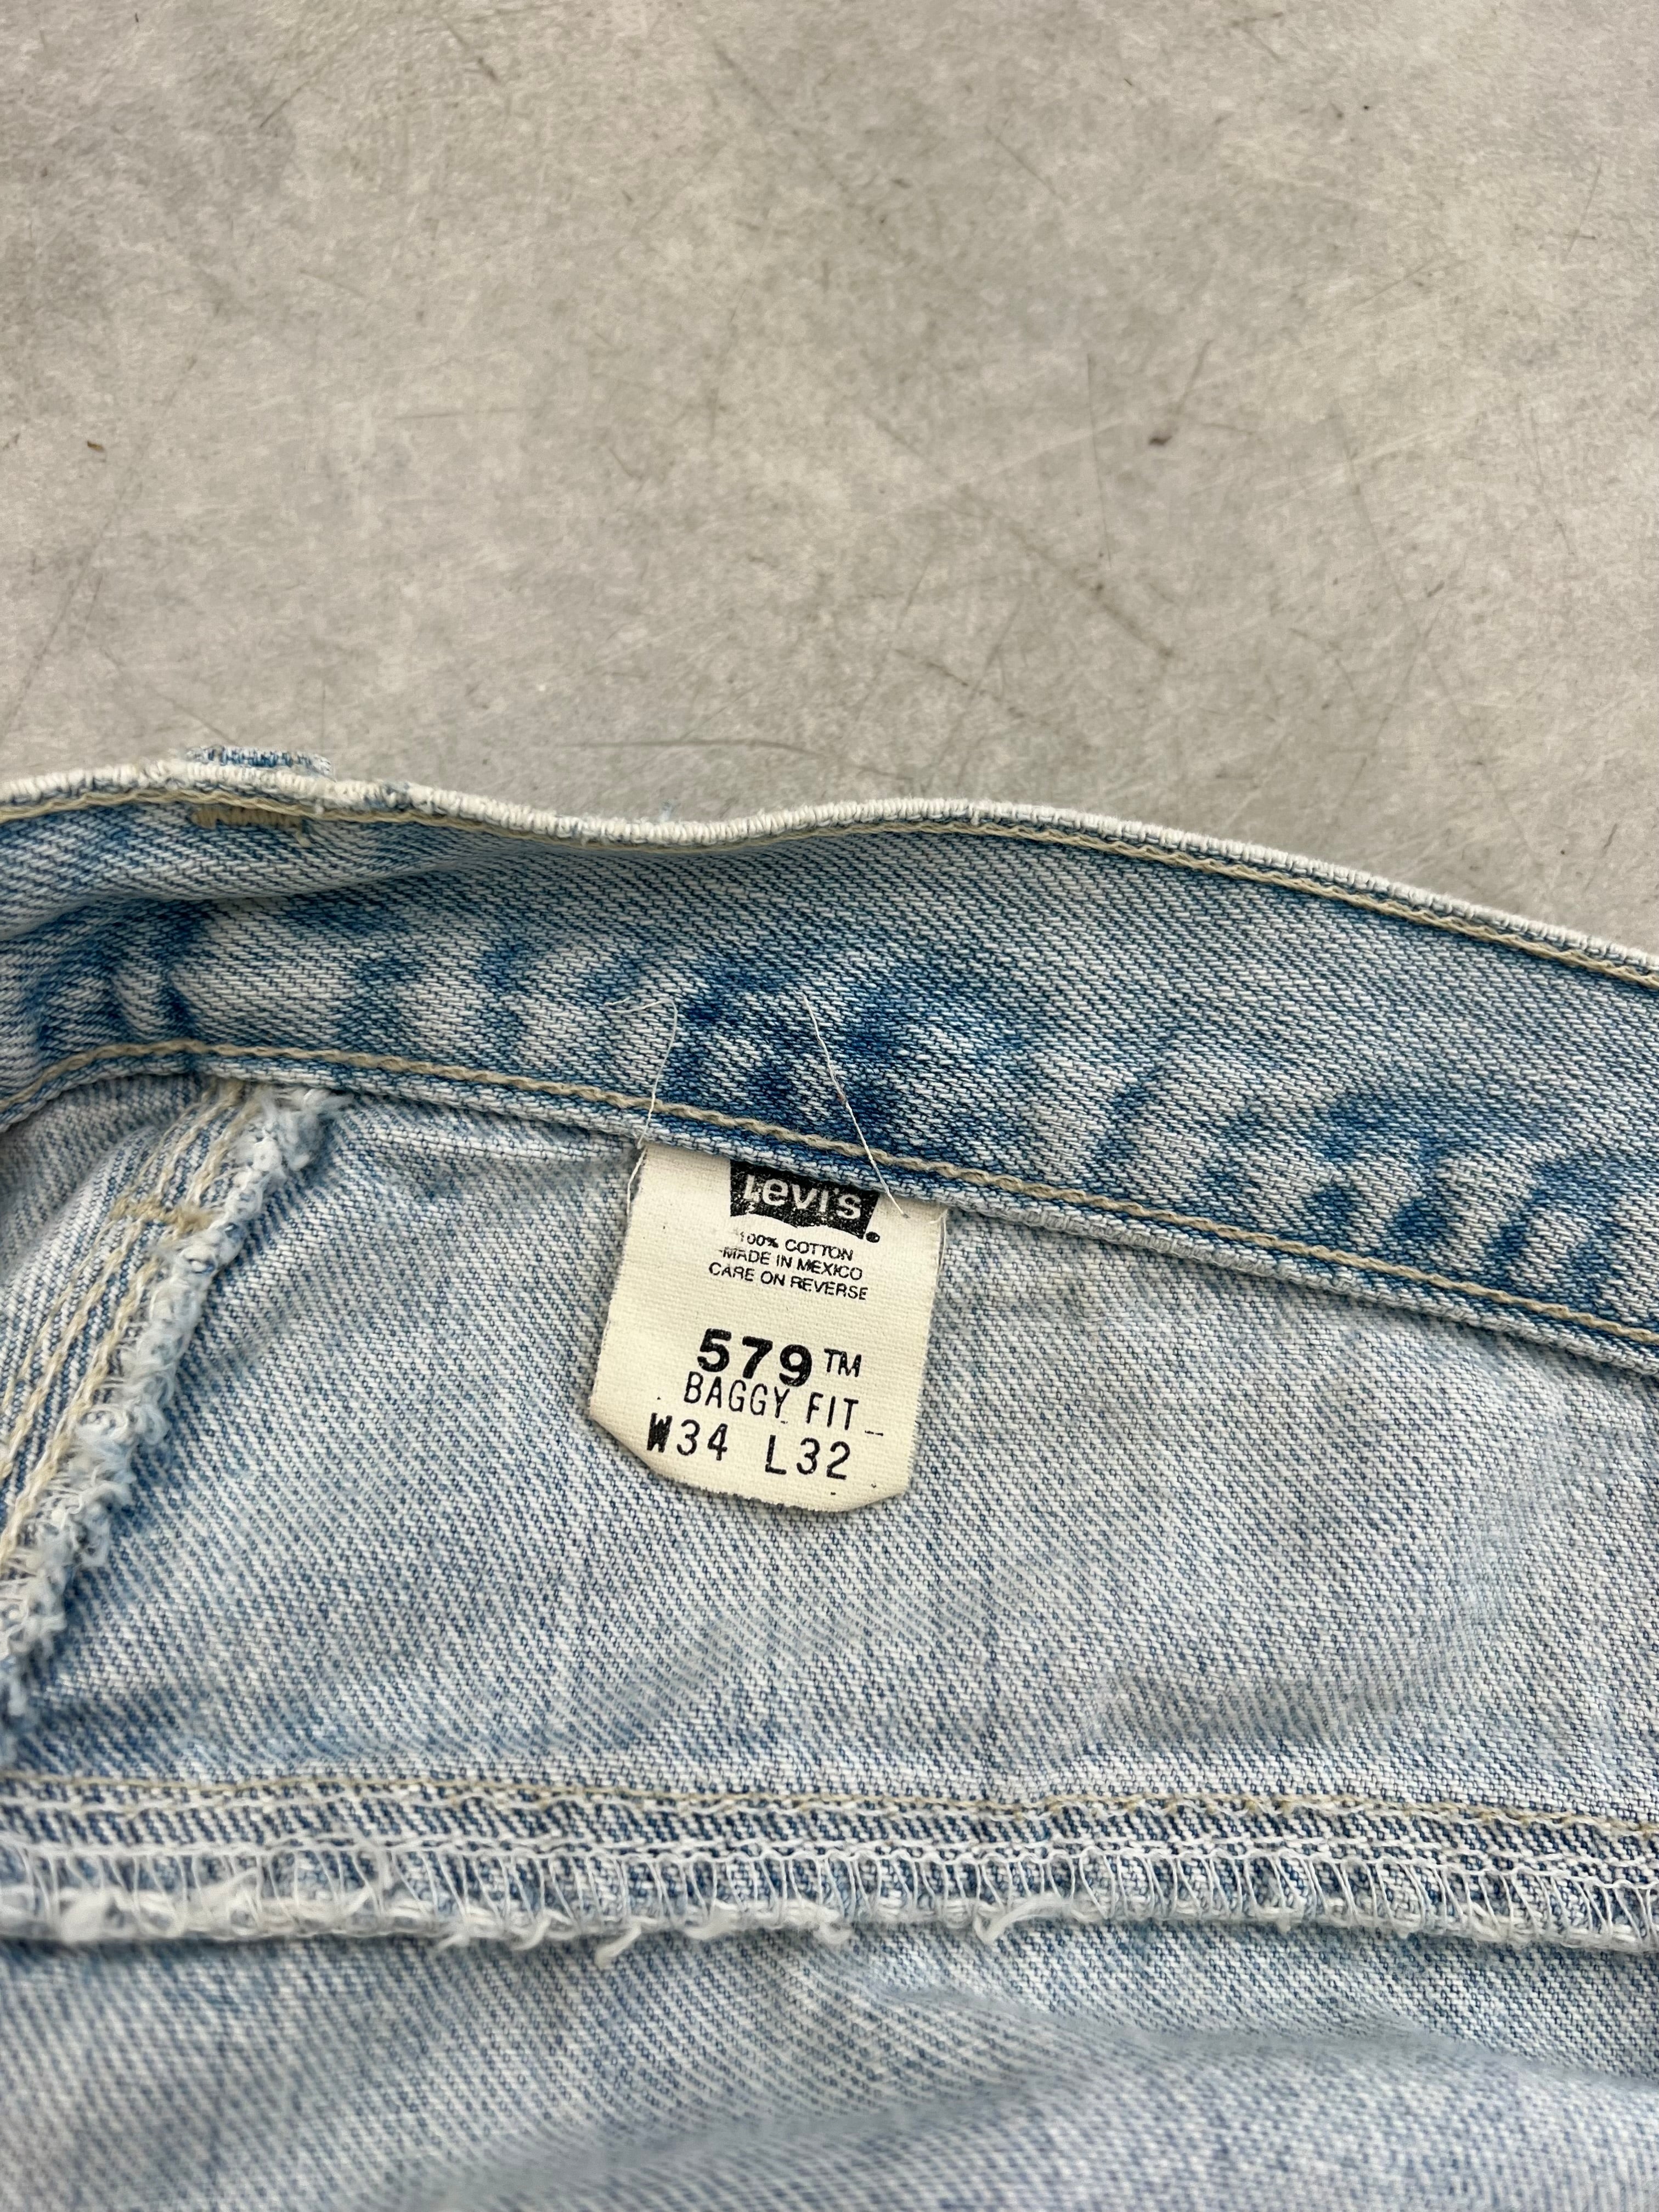 Levi's
100% COTTON
MADE IN MEXICO
CARE ON REVERSE
579™
BAGGY FIT
W34 L32